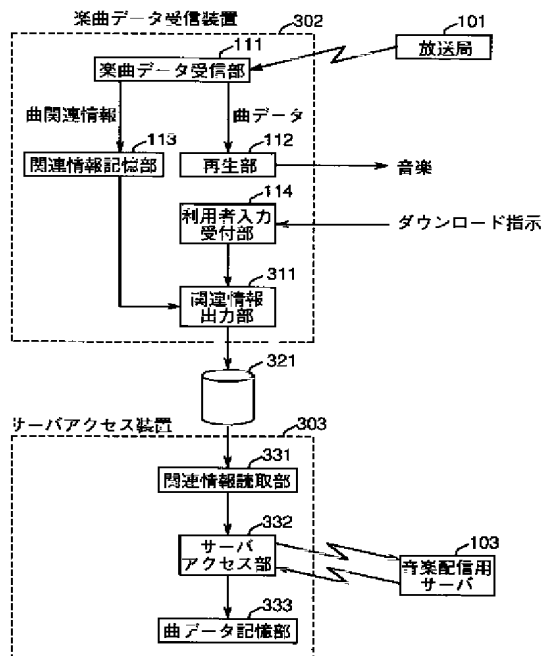 楽曲データ受信装置
302
111
101
楽曲データ受信部
放送局
曲関連情報
曲データ
113
112
関連情報記憶部
再生部
音楽
114
利用者入力
受付部
ダウンロード指示
311
関連情報
出力部
321
サーバアクセス装置
303
331
関連情報読取部
332
サーバ
アクセス部
103
音楽配信用
サーバ
333
曲データ記憶部